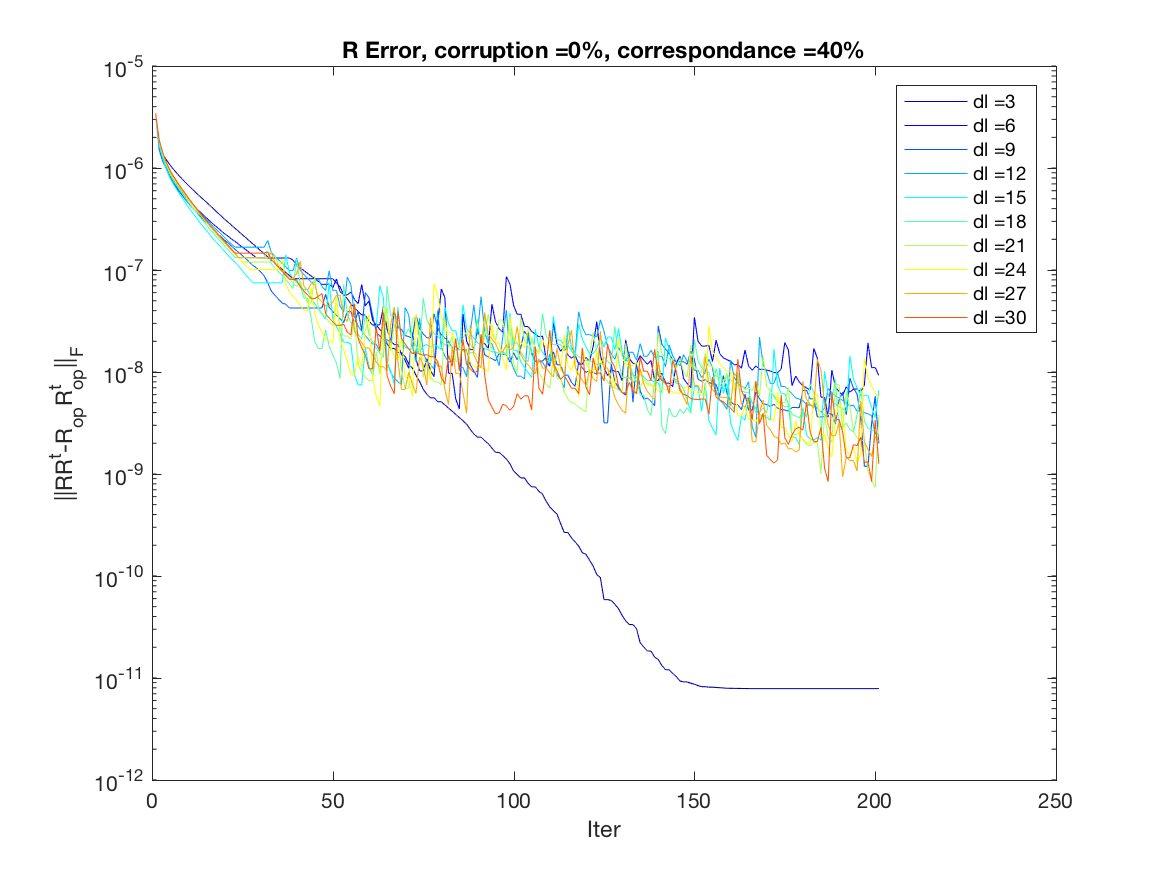 R Error, corruption =0%, correspondance =40%
10^-5
10^-6
10^-7
10^-8
10^-9
10^-10
10^-11
10^-12
||RR^t-R_op R_op^t||_F
0 50 100 150 200 250
Iter
dl =3
dl =6
dl =9
dl =12
dl =15
dl =18
dl =21
dl =24
dl =27
dl =30